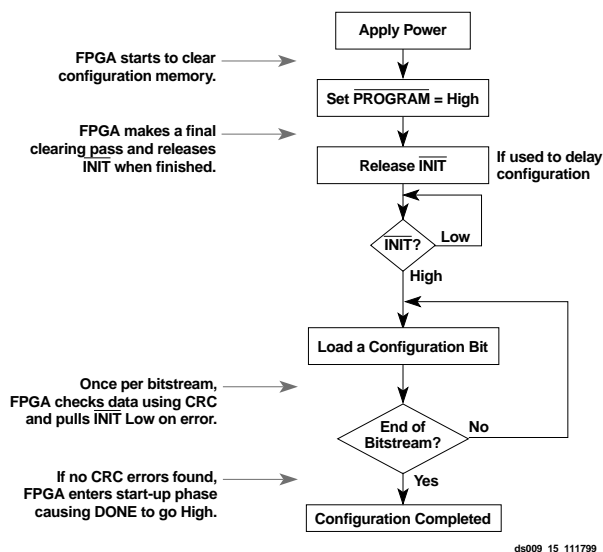 Apply Power
FPGA starts to clear
configuration memory.
Set PROGRAM = High
FPGA makes a final
clearing pass and releases
INIT when finished.
Release INIT
If used to delay
configuration
INIT?
Low
High
Load a Configuration Bit
Once per bitstream,
FPGA checks data using CRC
and pulls INIT Low on error.
End of
Bitstream?
No
Yes
If no CRC errors found,
FPGA enters start-up phase
causing DONE to go High.
Configuration Completed
ds009_15_111799